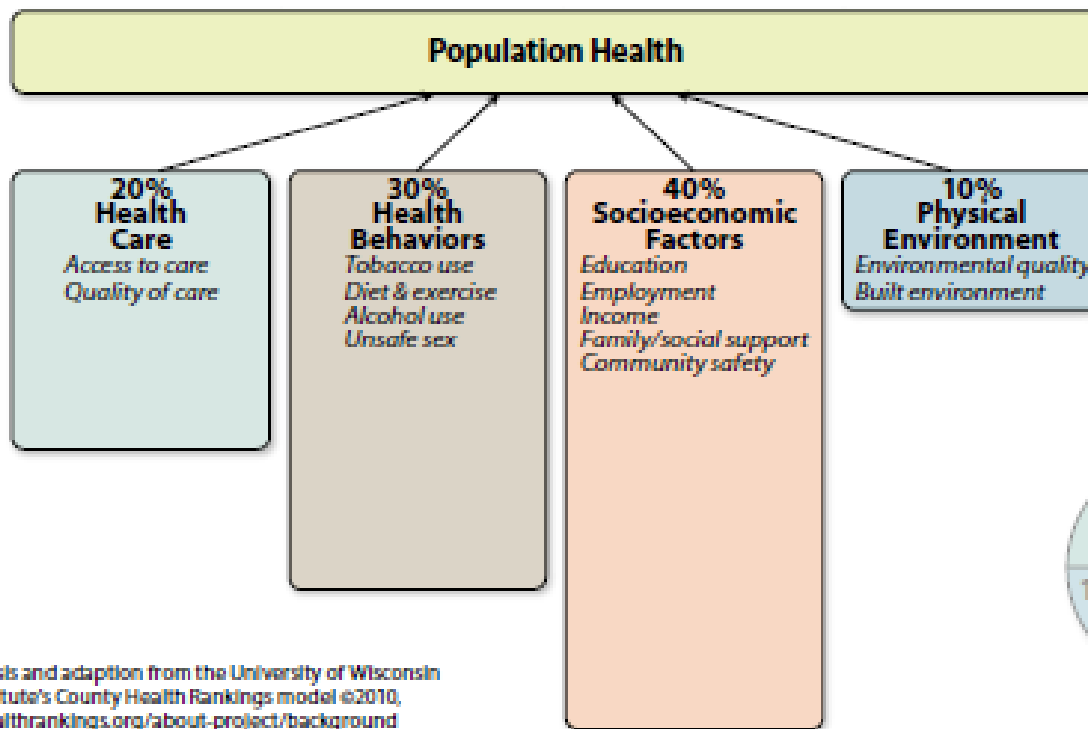 Population Health
20%
Health
Care
Access to care
Quality of care
30%
Health
Behaviors
Tobacco use
Diet & exercise
Alcohol use
Unsafe sex
40%
Socioeconomic
Factors
Education
Employment
Income
Family/social support
Community safety
10%
Physical
Environment
Environmental quality
Built environment
sis and adaption from the University of Wisconsin
tute's County Health Rankings model ©2010,
althrankings.org/about-project/background